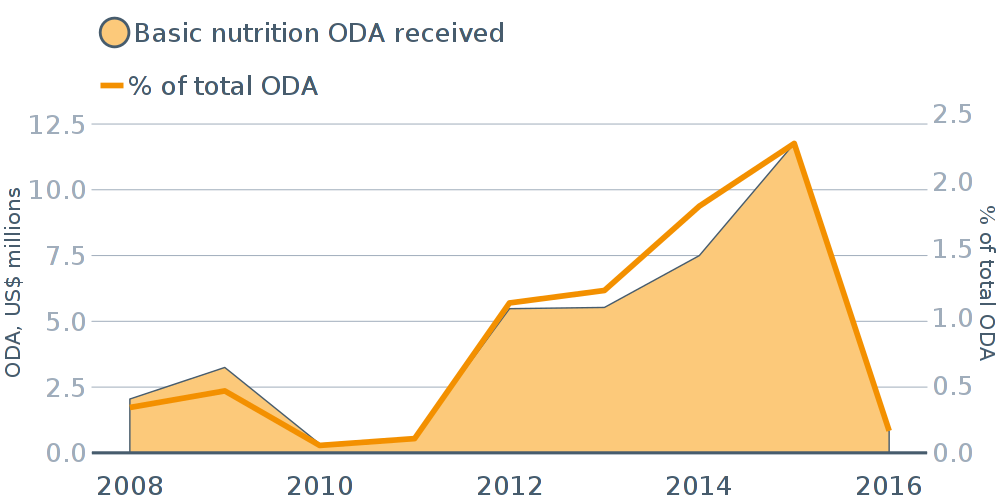 Basic nutrition ODA received
% of total ODA
12.5
10.0
7.5
5.0
2.5
0.0
ODA, US$ millions
2.5
2.0
1.5
1.0
0.5
0.0
% of total ODA
2008 2010 2012 2014 2016